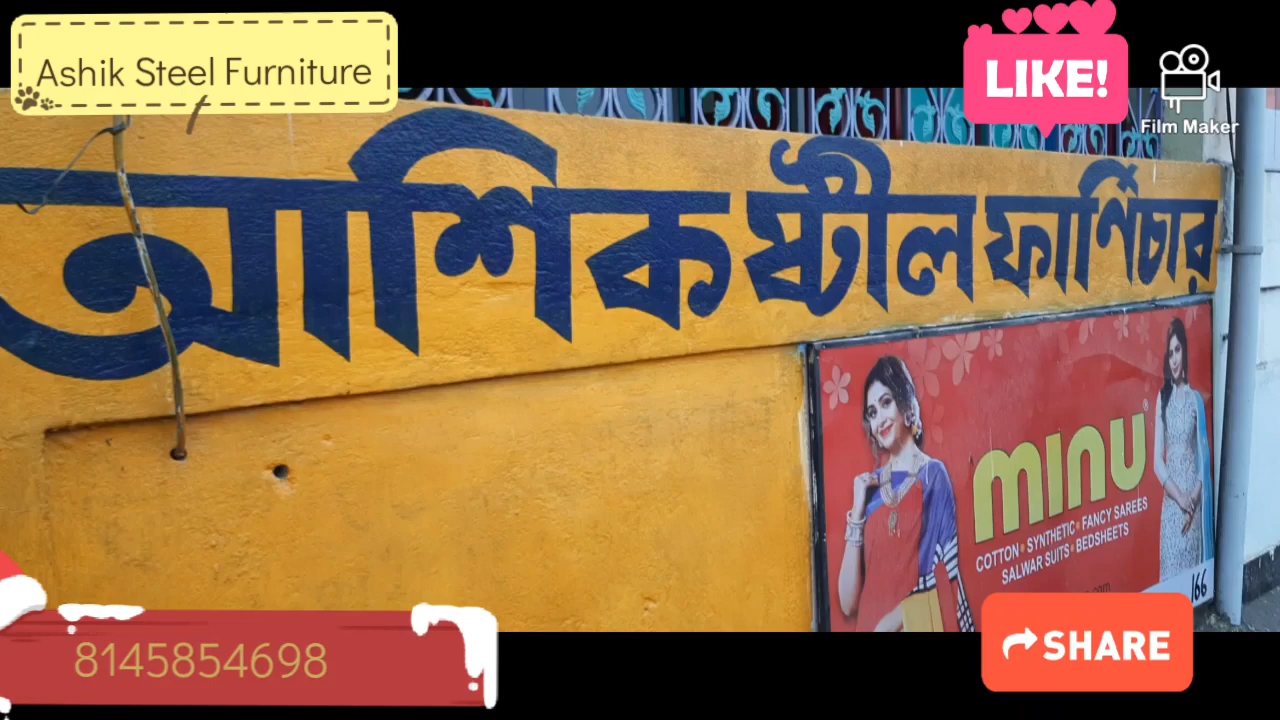 Ashik Steel Furniture
LIKE!
Film Maker
আশিক ষ্টীল ফার্ণিচার
minu
COTTON • SYNTHETIC • FANCY SAREES
SALWAR SUITS • BEDSHEETS
166
8145854698
SHARE